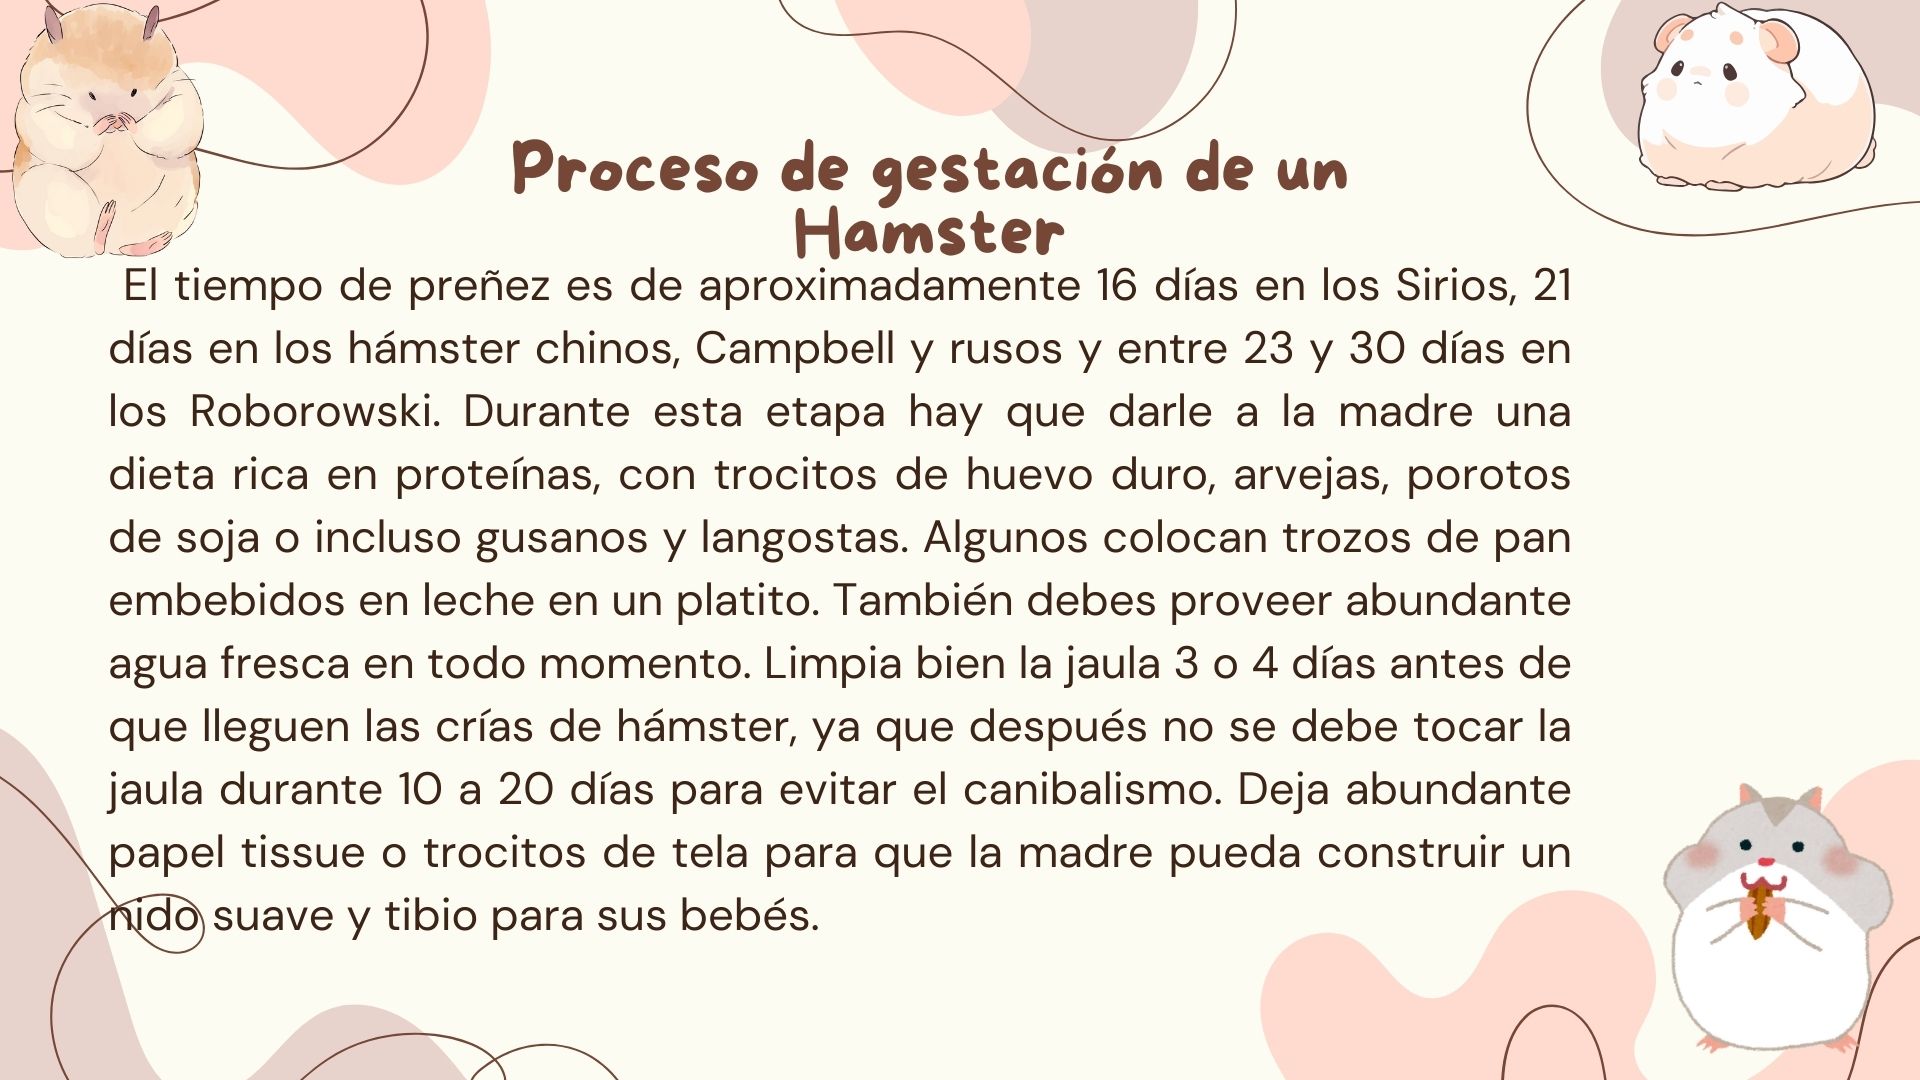 Proceso de gestación de un
Hamster
El tiempo de preñez es de aproximadamente 16 días en los Sirios, 21
días en los hámster chinos, Campbell y rusos y entre 23 y 30 días en
los Roborowski. Durante esta etapa hay que darle a la madre una
dieta rica en proteínas, con trocitos de huevo duro, arvejas, porotos
de soja o incluso gusanos y langostas. Algunos colocan trozos de pan
embebidos en leche en un platito. También debes proveer abundante
agua fresca en todo momento. Limpia bien la jaula 3 o 4 días antes de
que lleguen las crías de hámster, ya que después no se debe tocar la
jaula durante 10 a 20 días para evitar el canibalismo. Deja abundante
papel tissue o trocitos de tela para que la madre pueda construir un
nido suave y tibio para sus bebés.